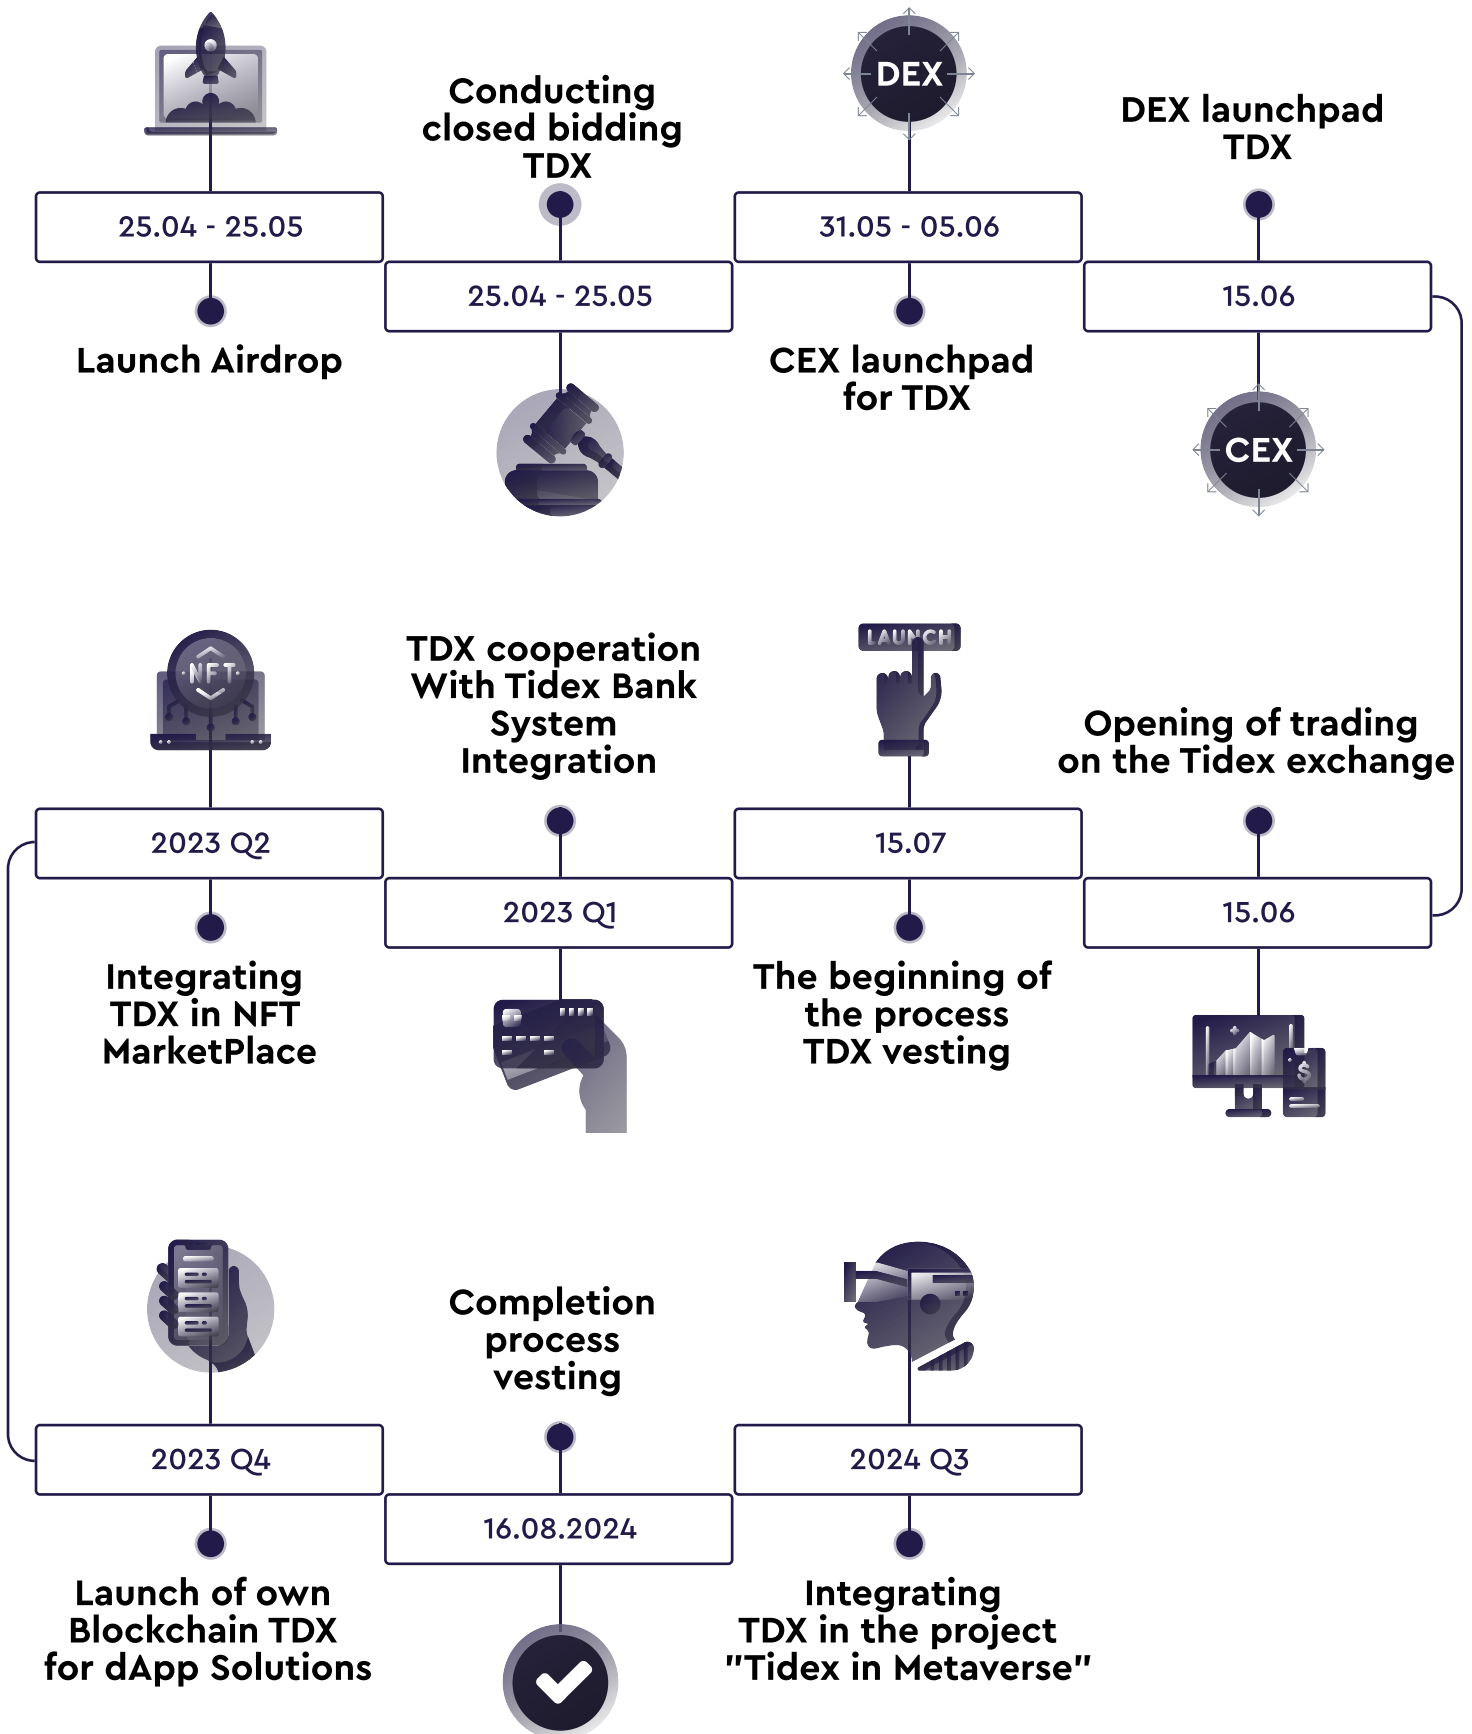 25.04 - 25.05
Launch Airdrop
Conducting
closed bidding
TDX
25.04 - 25.05
DEX
31.05 - 05.06
CEX launchpad
for TDX
DEX launchpad
TDX
15.06
CEX
Opening of trading
on the Tidex exchange
15.06
$
LAUNCH
15.07
The beginning of
the process
TDX vesting
TDX cooperation
With Tidex Bank
System
Integration
2023 Q1
NFT
2023 Q2
Integrating
TDX in NFT
MarketPlace
2023 Q4
Launch of own
Blockchain TDX
for dApp Solutions
Completion
process
vesting
16.08.2024
2024 Q3
Integrating
TDX in the project
"Tidex in Metaverse"